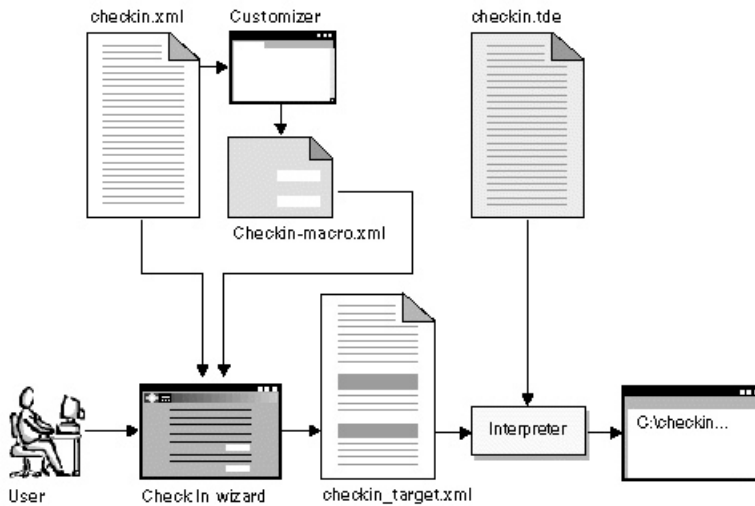 checkin.xml
Customizer
checkin.tde
Checkin-macro.xml
Interpreter
C:\checkin...
User
Check In wizard
checkin_target.xml